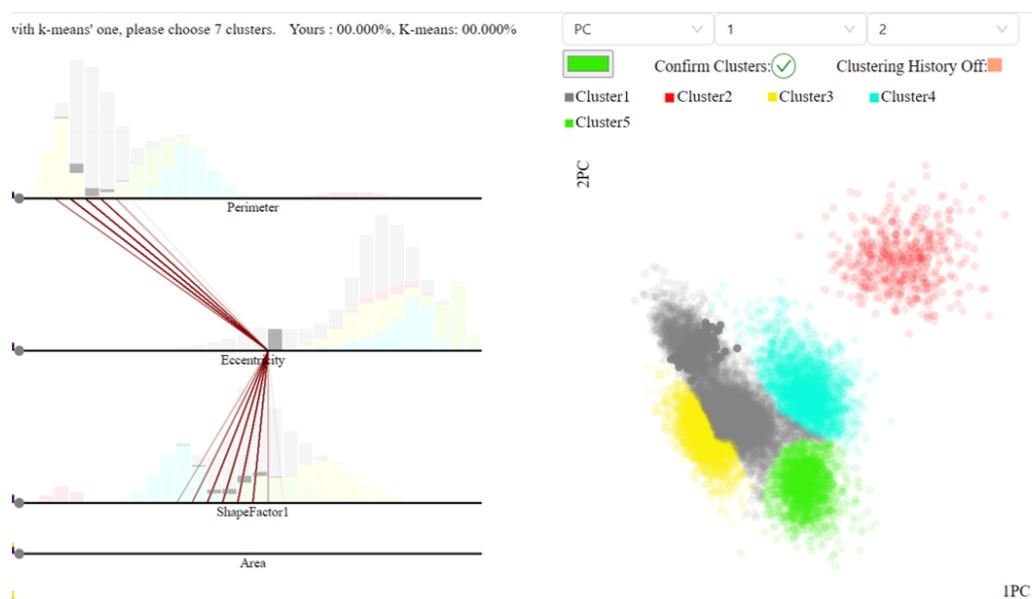 with k-means' one, please choose 7 clusters. Yours : 00.000%, K-means: 00.000%
PC 1 2
Confirm Clusters: Clustering History Off:
Cluster1 Cluster2 Cluster3 Cluster4
Cluster5
2PC
Perimeter
Eccentricity
ShapeFactor1
Area
1PC